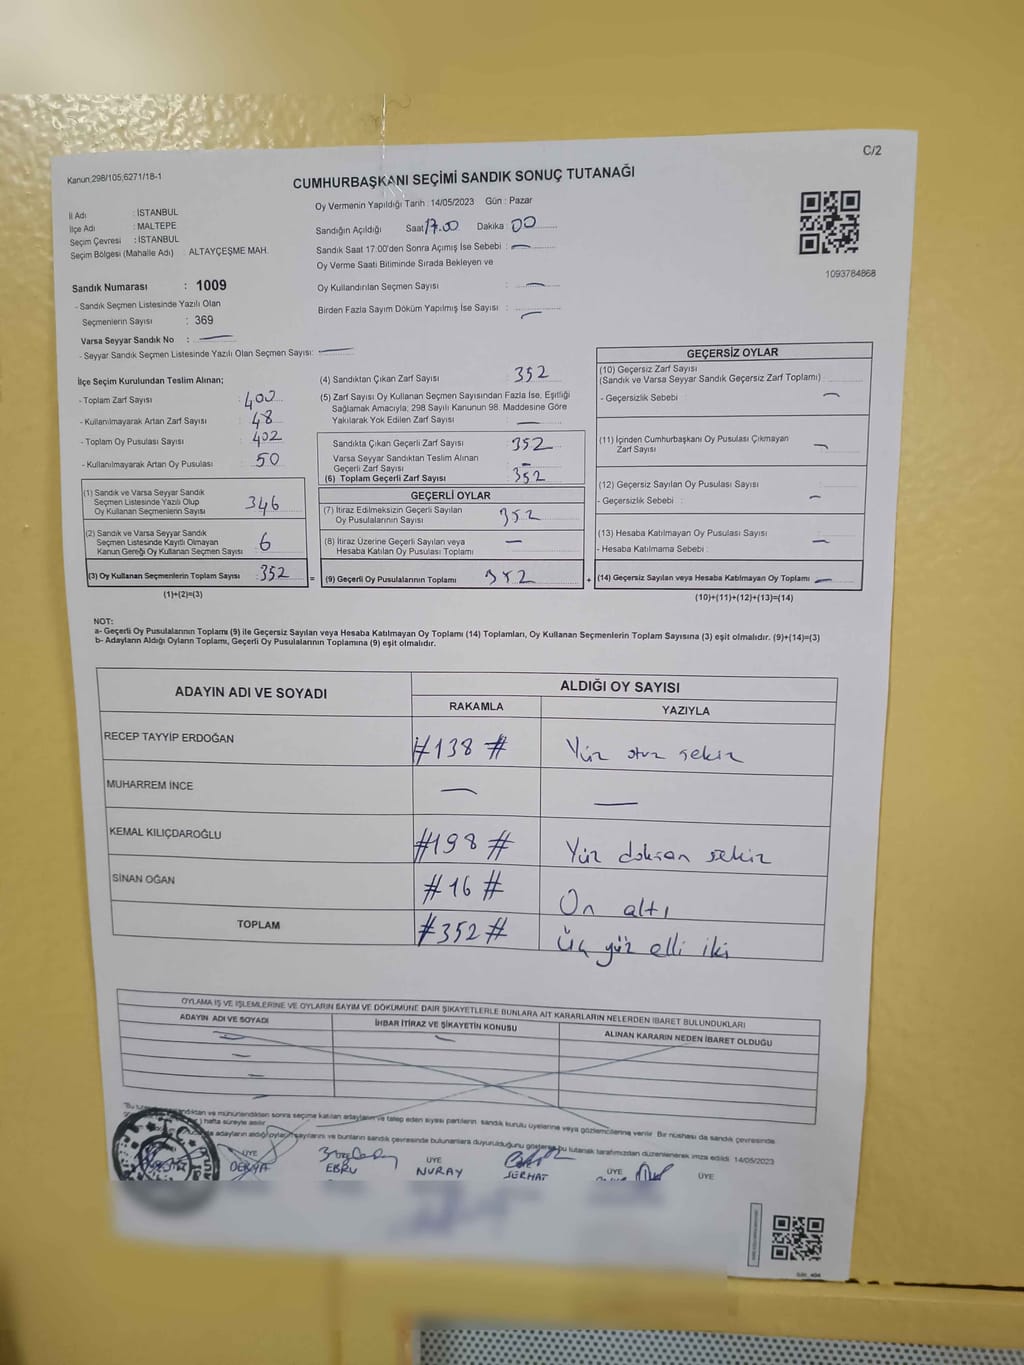 Kanun,298/105,6271/18-1
C/2
CUMHURBAŞKANI SEÇİMİ SANDIK SONUÇ TUTANAĞI
İl Adı : İSTANBUL
İlçe Adı : MALTEPE
Seçim Çevresi : İSTANBUL
Seçim Bölgesi (Mahalle Adı) : ALTAYÇEŞME MAH.
Oy Vermenin Yapıldığı Tarih : 14/05/2023 Gün : Pazar
Sandığın Açıldığı Saat 17.00 Dakika : 00
Sandık Saat 17:00'den Sonra Açımış İse Sebebi : —
Oy Verme Saati Bitiminde Sırada Bekleyen ve
Oy Kullandırılan Seçmen Sayısı : —
Birden Fazla Sayım Döküm Yapılmış İse Sayısı : —
1093784868
Sandık Numarası : 1009
- Sandık Seçmen Listesinde Yazılı Olan
Seçmenlerin Sayısı : 369
Varsa Seyyar Sandık No : —
- Seyyar Sandık Seçmen Listesinde Yazılı Olan Seçmen Sayısı: —
İlçe Seçim Kurulundan Teslim Alınan;
- Toplam Zarf Sayısı : 400
- Kullanılmayarak Artan Zarf Sayısı : 48
- Toplam Oy Pusulası Sayısı : 402
- Kullanılmayarak Artan Oy Pusulası : 50
(1) Sandık ve Varsa Seyyar Sandık
Seçmen Listesinde Yazılı Olup
Oy Kullanan Seçmenlerin Sayısı : 346
(2) Sandık ve Varsa Seyyar Sandık
Seçmen Listesinde Kayıtlı Olmayan
Kanun Gereği Oy Kullanan Seçmen Sayısı : 6
(3) Oy Kullanan Seçmenlerin Toplam Sayısı : 352
(1)+(2)=(3)
(4) Sandıktan Çıkan Zarf Sayısı : 352
(5) Zarf Sayısı Oy Kullanan Seçmen Sayısından Fazla İse, Eşitliği
Sağlamak Amacıyla, 298 Sayılı Kanunun 98. Maddesine Göre
Yakılarak Yok Edilen Zarf Sayısı : —
Sandıkta Çıkan Geçerli Zarf Sayısı : 352
Varsa Seyyar Sandıktan Teslim Alınan
Geçerli Zarf Sayısı : —
(6) Toplam Geçerli Zarf Sayısı : 352
GEÇERLİ OYLAR
(7) İtiraz Edilmeksizin Geçerli Sayılan
Oy Pusulalarının Sayısı : 352
(8) İtiraz Üzerine Geçerli Sayılan veya
Hesaba Katılan Oy Pusulası Toplamı : —
= (9) Geçerli Oy Pusulalarının Toplamı : 352
GEÇERSİZ OYLAR
(10) Geçersiz Zarf Sayısı
(Sandık ve Varsa Seyyar Sandık Geçersiz Zarf Toplamı)
- Geçersizlik Sebebi : —
(11) İçinden Cumhurbaşkanı Oy Pusulası Çıkmayan
Zarf Sayısı : —
(12) Geçersiz Sayılan Oy Pusulası Sayısı :
- Geçersizlik Sebebi : —
(13) Hesaba Katılmayan Oy Pusulası Sayısı :
- Hesaba Katılmama Sebebi : —
+ (14) Geçersiz Sayılan veya Hesaba Katılmayan Oy Toplamı : —
(10)+(11)+(12)+(13)=(14)
NOT:
a- Geçerli Oy Pusulalarının Toplamı (9) ile Geçersiz Sayılan veya Hesaba Katılmayan Oy Toplamı (14) Toplamları, Oy Kullanan Seçmenlerin Toplam Sayısına (3) eşit olmalıdır. (9)+(14)=(3)
b- Adayların Aldığı Oyların Toplamı, Geçerli Oy Pusulalarının Toplamına (9) eşit olmalıdır.
ADAYIN ADI VE SOYADI
ALDIĞI OY SAYISI
RAKAMLA YAZIYLA
RECEP TAYYİP ERDOĞAN #138# Yüz otuz sekiz
MUHARREM İNCE — —
KEMAL KILIÇDAROĞLU #198# Yüz doksan sekiz
SİNAN OĞAN #16# On altı
TOPLAM #352# Üç yüz elli iki
OYLAMA İŞ VE İŞLEMLERİNE VE OYLARIN SAYIM VE DÖKÜMÜNE DAİR ŞİKAYETLERLE BUNLARA AİT KARARLARIN NELERDEN İBARET BULUNDUKLARI
ADAYIN ADI VE SOYADI İHBAR İTİRAZ VE ŞİKAYETİN KONUSU ALINAN KARARIN NEDEN İBARET OLDUĞU
ve mühürlendikten sonra seçime katılan adayların ve talep eden siyasi partilerin sandık kurulu üyelerine veya gözlemcilerine verilir. Bir nüshası da sandık çevresinde
hafta süreyle asılır.
adayların aldığı oyların sayılarını ve bunların sandık çevresinde bulunanlara duyurulduğunu gösteren bu tutanak tarafımızdan düzenlenerek imza edildi. 14/05/2023
ÜYE ÜYE ÜYE ÜYE
DERYA EBRU NURAY SERHAT